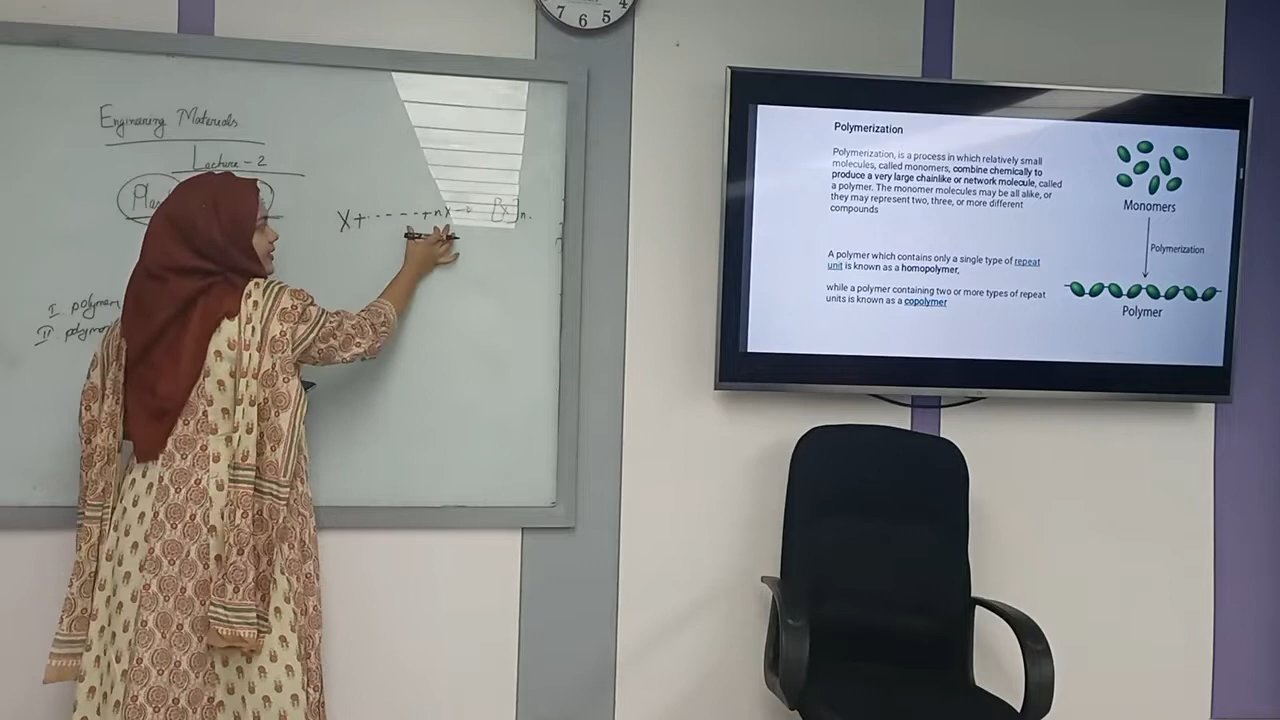 Engineering Materials
Lecture - 2
Pla
X+-----+nX → [X]n.
I polymer
II polymer
7 6 5 4
Polymerization
Polymerization, is a process in which relatively small
molecules, called monomers, combine chemically to
produce a very large chainlike or network molecule, called
a polymer. The monomer molecules may be all alike, or
they may represent two, three, or more different
compounds
A polymer which contains only a single type of repeat
unit is known as a homopolymer,
while a polymer containing two or more types of repeat
units is known as a copolymer
Monomers
Polymerization
Polymer